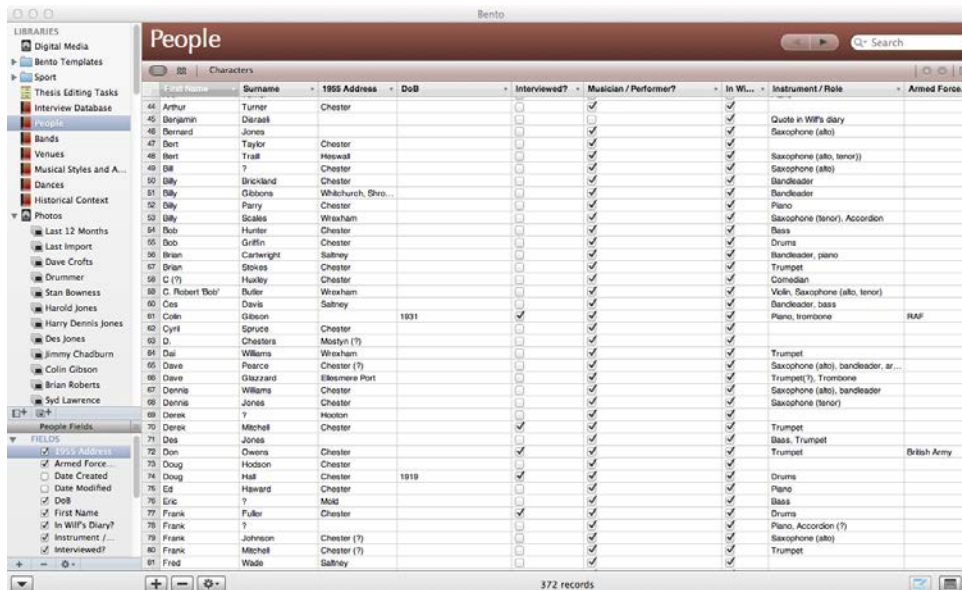 Bento
LIBRARIES
Digital Media
Bento Templates
Sport
Thesis Editing Tasks
Interview Database
People
Bands
Venues
Musical Styles and A...
Dances
Historical Context
Photos
Last 12 Months
Last Import
Dave Crofts
Drummer
Stan Bowness
Harold Jones
Harry Dennis Jones
Des Jones
Jimmy Chadburn
Colin Gibson
Brian Roberts
Syd Lawrence
People Fields
FIELDS
1955 Address
Armed Force...
Date Created
Date Modified
DoB
First Name
In Wilf's Diary?
Instrument /...
Interviewed?
People
Search
Characters
First Name Surname 1955 Address DoB Interviewed? Musician / Performer? In Wi... Instrument / Role Armed Force
44 Arthur Turner Chester
45 Benjamin Disraeli Quote in Wilf's diary
46 Bernard Jones Saxophone (alto)
47 Bert Taylor Chester
48 Bert Traill Heswall Saxophone (alto, tenor))
49 Bill ? Chester Saxophone (alto)
50 Billy Brickland Chester Bandleader
51 Billy Gibbons Whitchurch, Shro... Bandleader
52 Billy Parry Chester Piano
53 Billy Scales Wrexham Saxophone (tenor), Accordion
54 Bob Hunter Chester Bass
55 Bob Griffin Chester Drums
56 Brian Cartwright Saltney Bandleader, piano
57 Brian Stokes Chester Trumpet
58 C (?) Huxley Chester Comedian
59 C. Robert 'Bob' Butler Wrexham Violin, Saxophone (alto, tenor)
60 Ces Davis Saltney Bandleader, bass
61 Colin Gibson 1931 Piano, trombone RAF
62 Cyril Spruce Chester
63 D. Chesters Mostyn (?)
64 Dai Williams Wrexham Trumpet
65 Dave Pearce Chester (?) Saxophone (alto), bandleader, ar...
66 Dave Glazzard Ellesmere Port Trumpet(?), Trombone
67 Dennis Williams Chester Saxophone (alto), bandleader
68 Dennis Jones Chester Saxophone (tenor)
69 Derek ? Hooton
70 Derek Mitchell Chester Trumpet
71 Des Jones Bass, Trumpet
72 Don Owens Chester Trumpet British Army
73 Doug Hodson Chester
74 Doug Hall Chester 1919 Drums
75 Ed Haward Chester Piano
76 Eric ? Mold Bass
77 Frank Fuller Chester Drums
78 Frank ? Piano, Accordion (?)
79 Frank Johnson Chester (?) Saxophone (alto)
80 Frank Mitchell Chester (?) Trumpet
81 Fred Wade Saltney
372 records